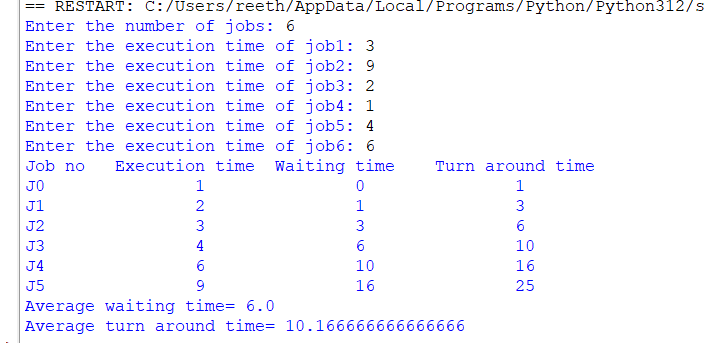 == RESTART: C:/Users/reeth/AppData/Local/Programs/Python/Python312/s
Enter the number of jobs: 6
Enter the execution time of job1: 3
Enter the execution time of job2: 9
Enter the execution time of job3: 2
Enter the execution time of job4: 1
Enter the execution time of job5: 4
Enter the execution time of job6: 6
Job no   Execution time  Waiting time    Turn around time
J0               1               0               1
J1               2               1               3
J2               3               3               6
J3               4               6               10
J4               6               10              16
J5               9               16              25
Average waiting time= 6.0
Average turn around time= 10.166666666666666